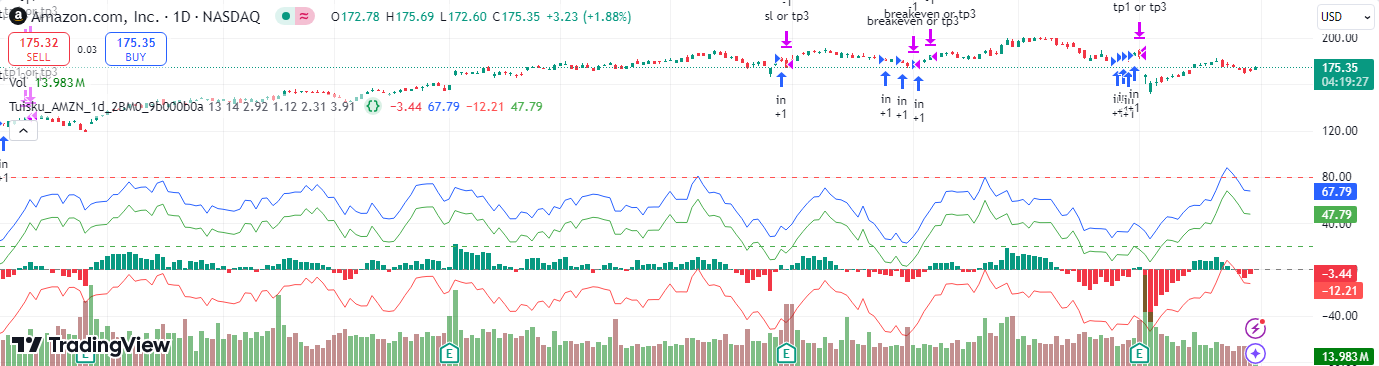 Amazon.com, Inc. · 1D · NASDAQ O172.78 H175.69 L172.60 C175.35 +3.23 (+1.88%)
USD
175.32
SELL
0.03
175.35
BUY
tp1 or tp3
Vol 13.983 M
Tuisku_AMZN_1d_2BM0_9b000b0a 13 14 2.92 1.12 2.31 3.91 {} −3.44 67.79 −12.21 47.79
in
+1
-1
sl or tp3
in
+1
breakeven or tp3
-1
breakeven or tp3
in
+1
in
+1
in
+1
tp1 or tp3
in
+1
200.00
175.35
04:19:27
120.00
80.00
67.79
47.79
40.00
−3.44
−12.21
−40.00
13.983 M
E
E
E
E
TradingView